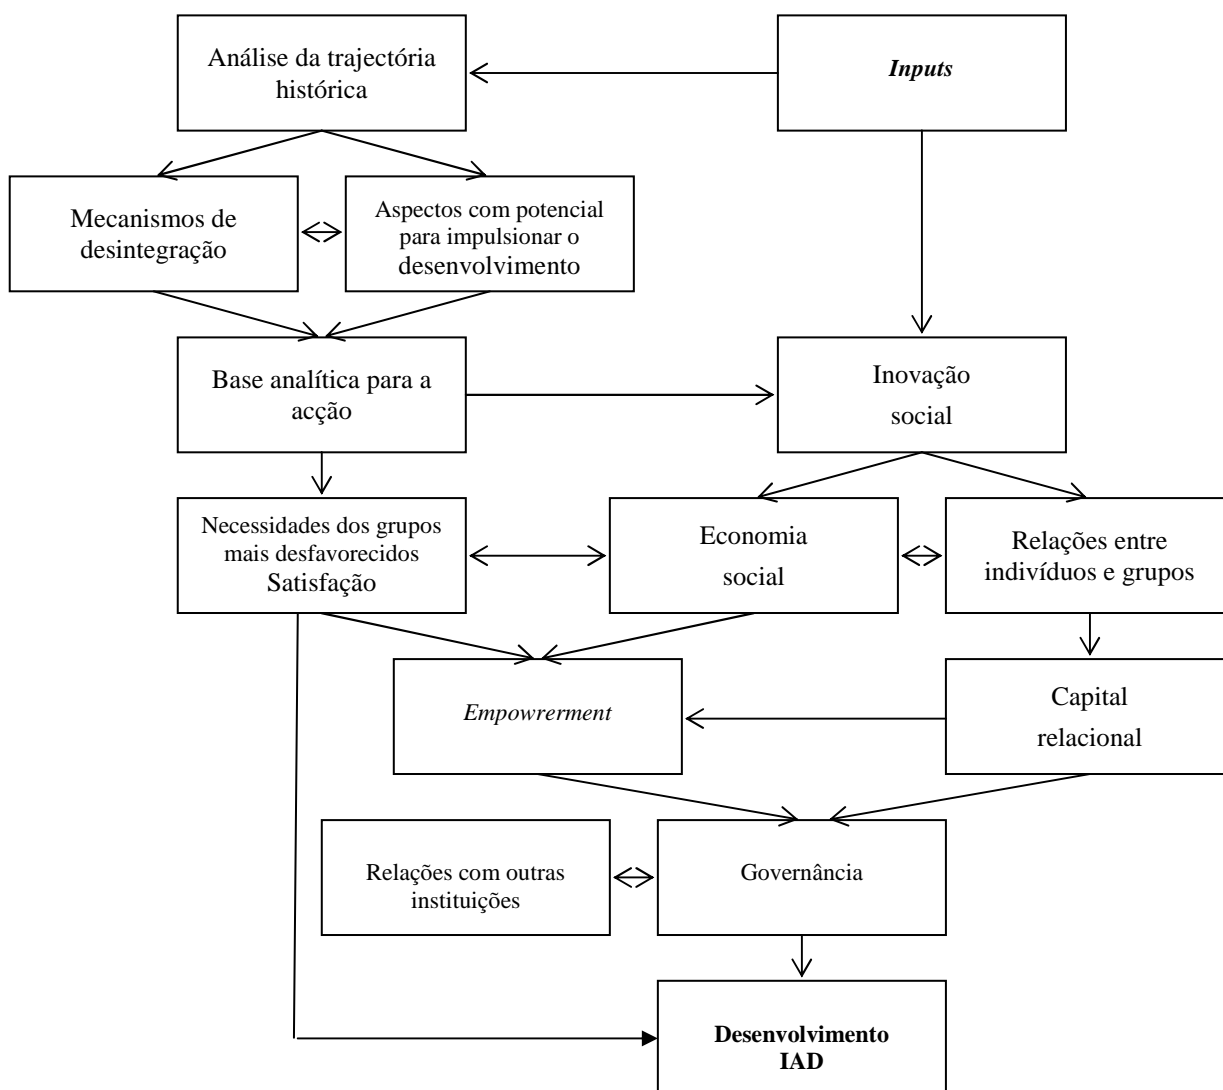 Análise da trajectória
histórica
Inputs
Mecanismos de
desintegração
Aspectos com potencial
para impulsionar o
desenvolvimento
Base analítica para a
acção
Inovação
social
Necessidades dos grupos
mais desfavorecidos
Satisfação
Economia
social
Relações entre
indivíduos e grupos
Empowrerment
Capital
relacional
Relações com outras
instituições
Governância
Desenvolvimento
IAD